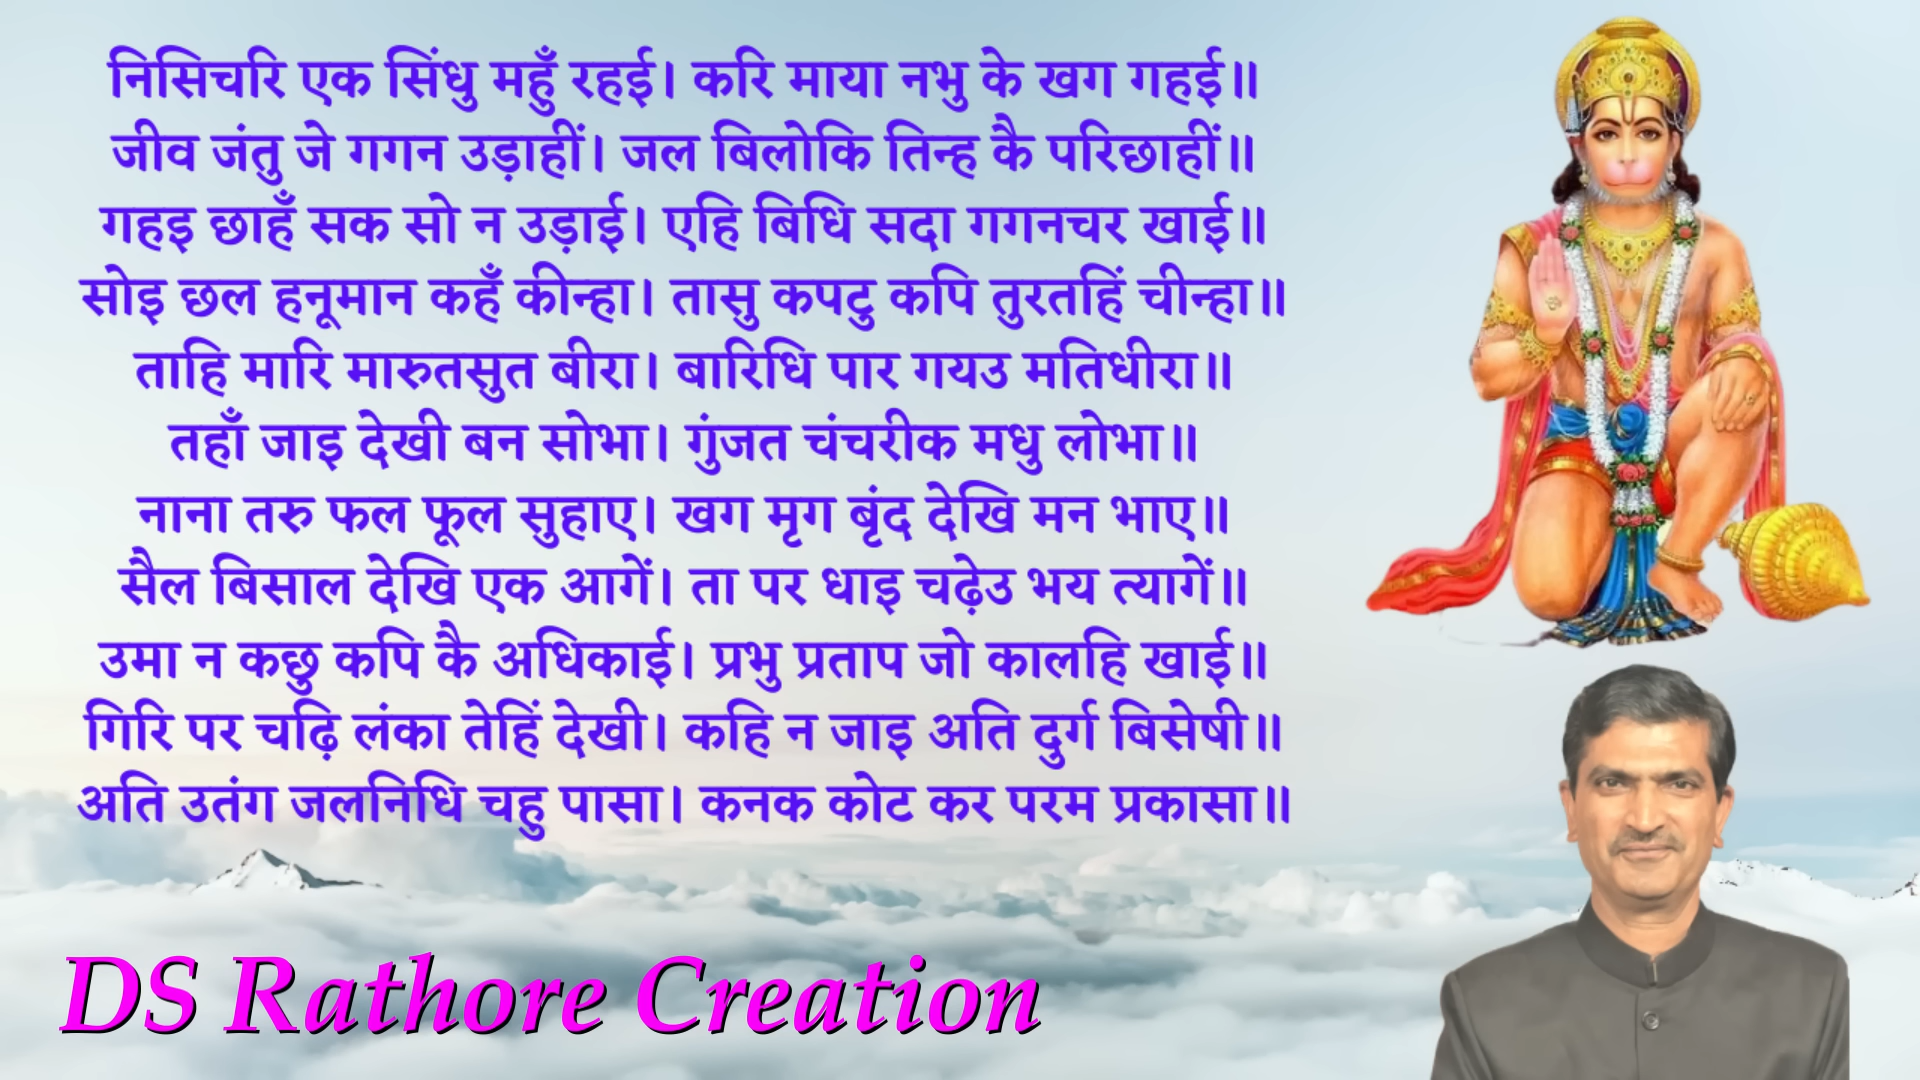 निसिचरि एक सिंधु महुँ रहई। करि माया नभु के खग गहई॥
जीव जंतु जे गगन उड़ाहीं। जल बिलोकि तिन्ह कै परिछाहीं॥
गहइ छाहँ सक सो न उड़ाई। एहि बिधि सदा गगनचर खाई॥
सोइ छल हनूमान कहँ कीन्हा। तासु कपटु कपि तुरतहिं चीन्हा॥
ताहि मारि मारुतसुत बीरा। बारिधि पार गयउ मतिधीरा॥
तहाँ जाइ देखी बन सोभा। गुंजत चंचरीक मधु लोभा॥
नाना तरु फल फूल सुहाए। खग मृग बृंद देखि मन भाए॥
सैल बिसाल देखि एक आगें। ता पर धाइ चढ़ेउ भय त्यागें॥
उमा न कछु कपि कै अधिकाई। प्रभु प्रताप जो कालहि खाई॥
गिरि पर चढ़ि लंका तेहिं देखी। कहि न जाइ अति दुर्ग बिसेषी॥
अति उतंग जलनिधि चहु पासा। कनक कोट कर परम प्रकासा॥
DS Rathore Creation